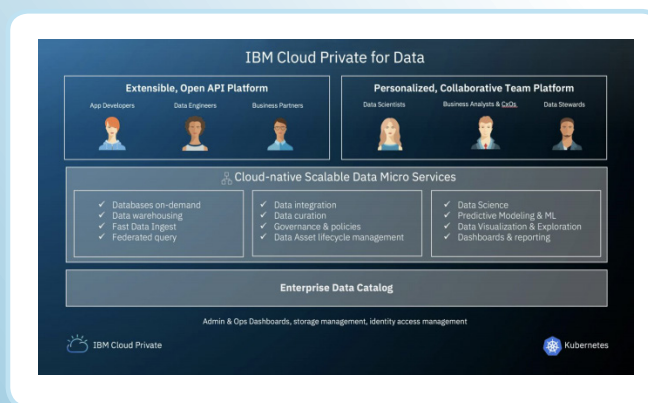 IBM Cloud Private for Data
Extensible, Open API Platform
App Developers
Data Engineers
Business Partners
Personalized, Collaborative Team Platform
Data Scientists
Business Analysts & CxOs
Data Stewards
Cloud-native Scalable Data Micro Services
✓ Databases on-demand
✓ Data warehousing
✓ Fast Data Ingest
✓ Federated query
✓ Data integration
✓ Data curation
✓ Governance & policies
✓ Data Asset lifecycle management
✓ Data Science
✓ Predictive Modeling & ML
✓ Data Visualization & Exploration
✓ Dashboards & reporting
Enterprise Data Catalog
Admin & Ops Dashboards, storage management, identity access management
IBM Cloud Private
Kubernetes